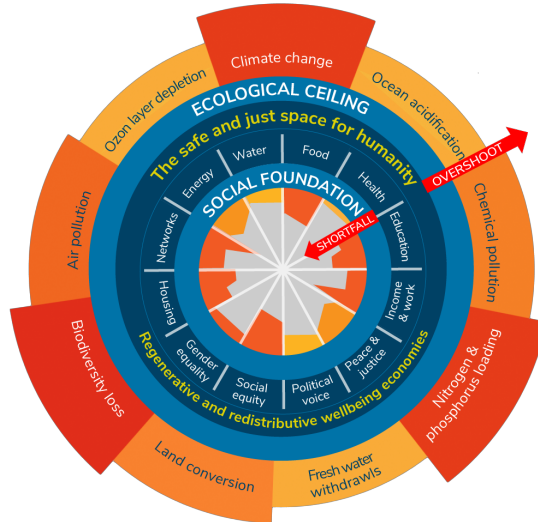 Climate change
Ozon layer depletion
Ocean acidification
ECOLOGICAL CEILING
The safe and just space for humanity
OVERSHOOT
Water
Food
Energy
Health
SOCIAL FOUNDATION
SHORTFALL
Networks
Education
Air pollution
Chemical pollution
Housing
Income
& work
Gender
equality
Peace &
justice
Social
equity
Political
voice
Regenerative and redistributive wellbeing economies
Biodiversity loss
Nitrogen &
phosphorus loading
Land conversion
Fresh water
withdrawls